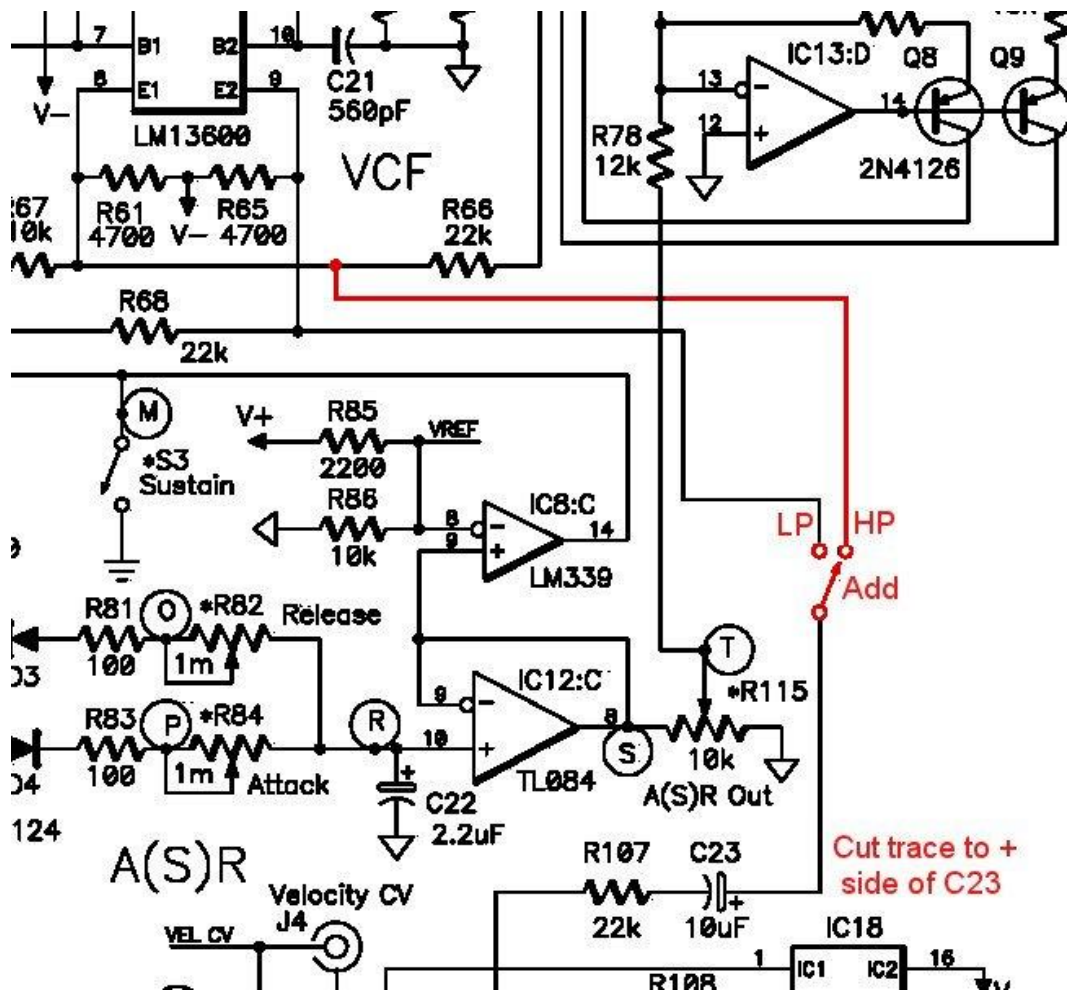 7
B1
B2
10
IC13:D
Q8
Q9
6
E1
E2
9
C21
560pF
V-
LM13600
13
12
14
2N4126
VCF
R78
12k
R61
4700
V-
R65
4700
R66
22k
R68
22k
M
*S3
Sustain
V+
R85
2200
VREF
R86
10k
8
9
IC8:C
14
LM339
LP
HP
Add
R81
100
O
*R82
1m
Release
R83
100
P
*R84
1m
Attack
R
9
10
IC12:C
8
TL084
S
T
*R115
10k
A(S)R Out
C22
2.2uF
A(S)R
Cut trace to +
side of C23
R107
22k
C23
10uF
Velocity CV
J4
VEL CV
IC18
1
IC1
IC2
16
R108